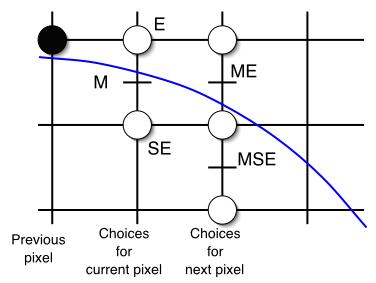 E
M
ME
SE
MSE
Previous
pixel
Choices
for
current pixel
Choices
for
next pixel